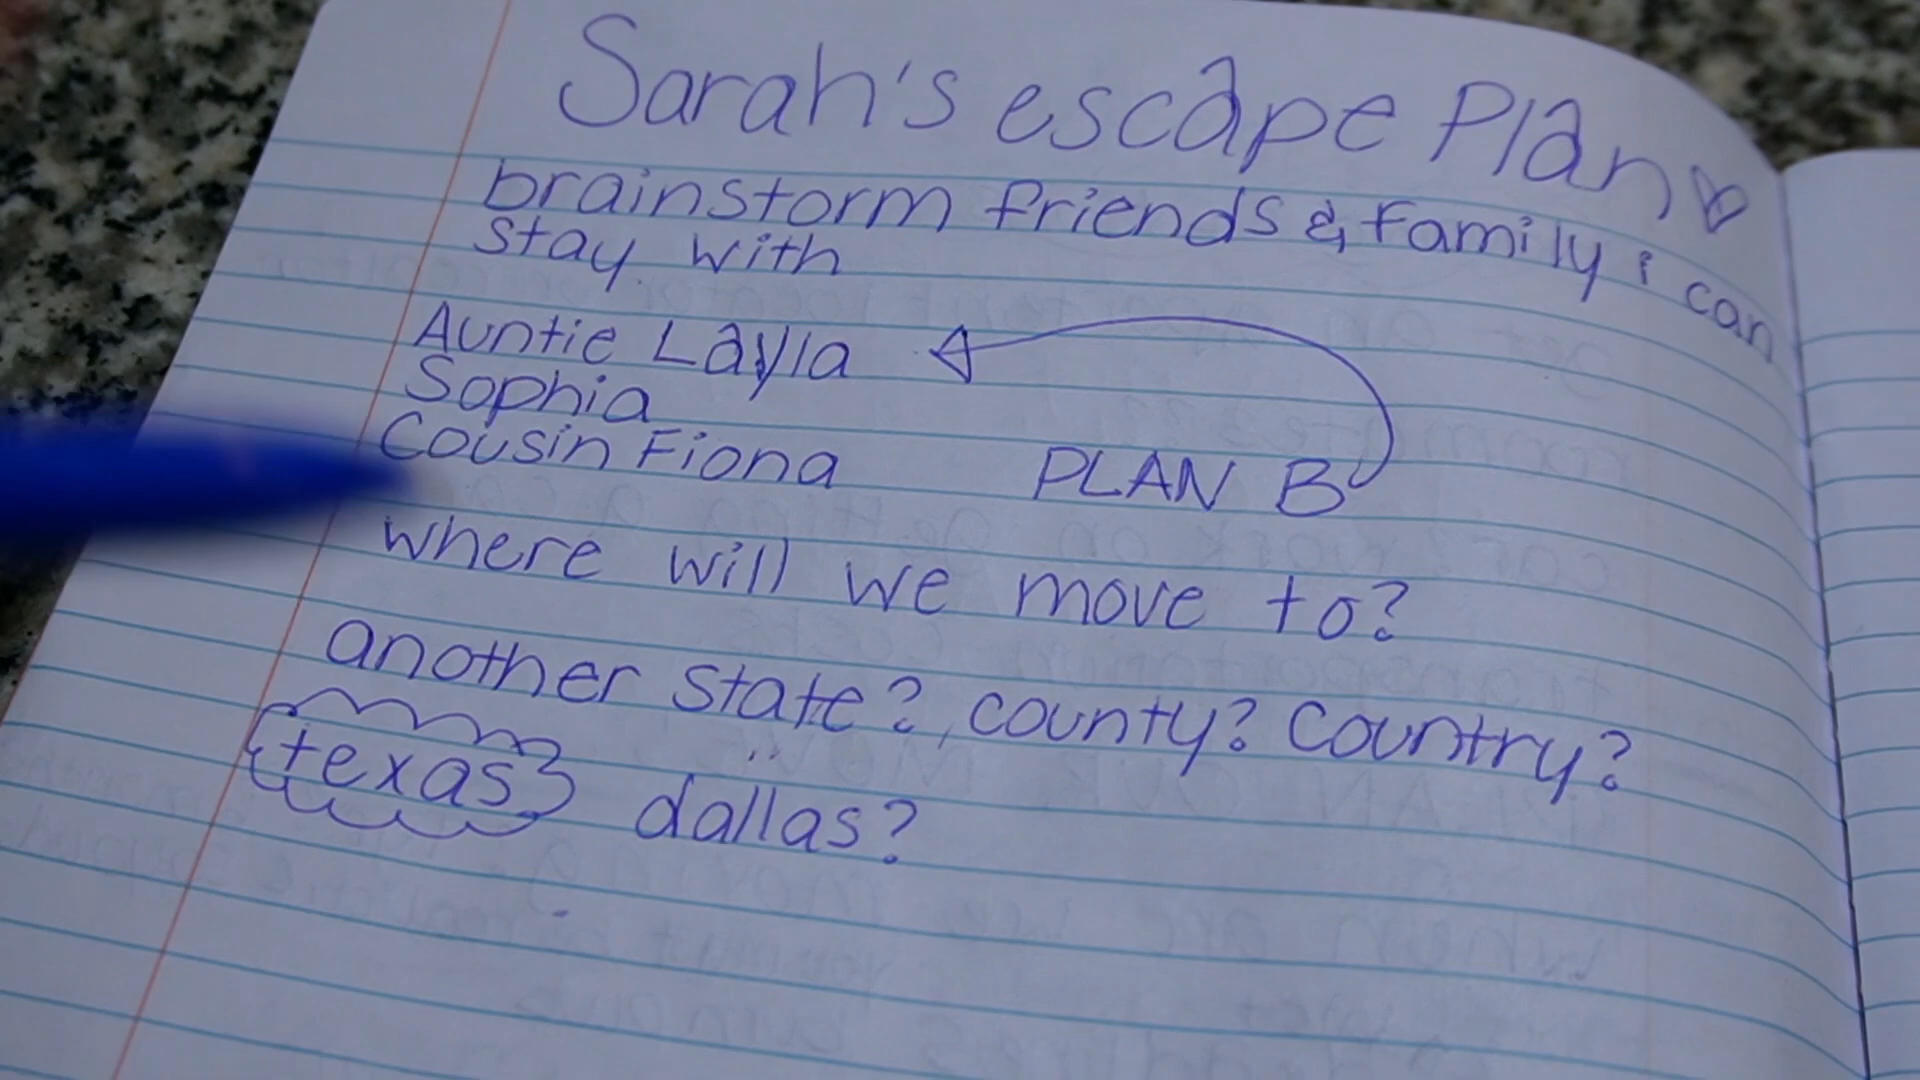 Sarah's escape Plan
brainstorm friends & family i can
stay with
Auntie Layla
Sophia
Cousin Fiona
PLAN B
where will we move to?
another state? county? Country?
texas dallas?